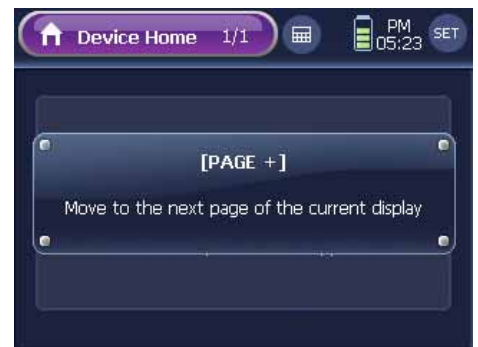 Device Home 1/1
PM
05:23
SET
[PAGE +]
Move to the next page of the current display